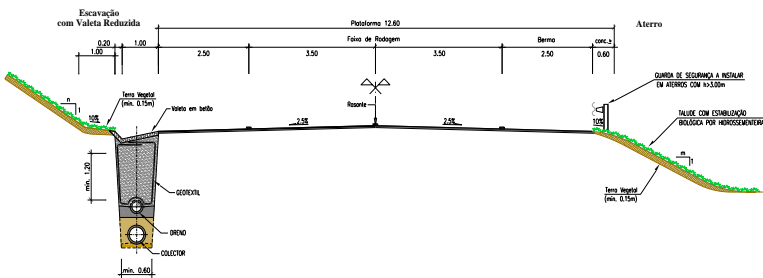 Escavação
com Valeta Reduzida
Plataforma 12.60
Aterro
0.20
1.00
Faixa de Rodagem
Berma
conc.
1.00
2.50
3.50
3.50
2.50
0.60
GUARDA DE SEGURANÇA A INSTALAR
EM ATERROS COM h>3.00m
Terra Vegetal
(min. 0.15m)
Valeta em betão
Rasante
n
1
10%
2.5%
2.5%
10%
TALUDE COM ESTABILIZAÇÃO
BIOLÓGICA POR HIDROSSEMENTEIRA
m
1
min. 1.20
GEOTEXTIL
Terra Vegetal
(min. 0.15m)
DRENO
COLECTOR
min. 0.60